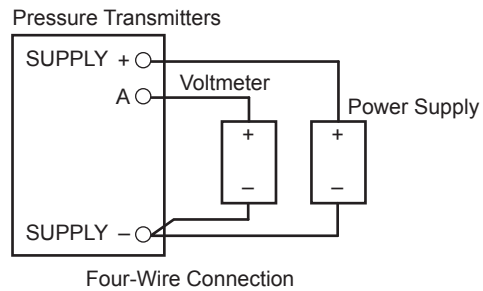 Pressure Transmitters
SUPPLY +
Voltmeter
A
Power Supply
+ +
– –
SUPPLY –
Four-Wire Connection